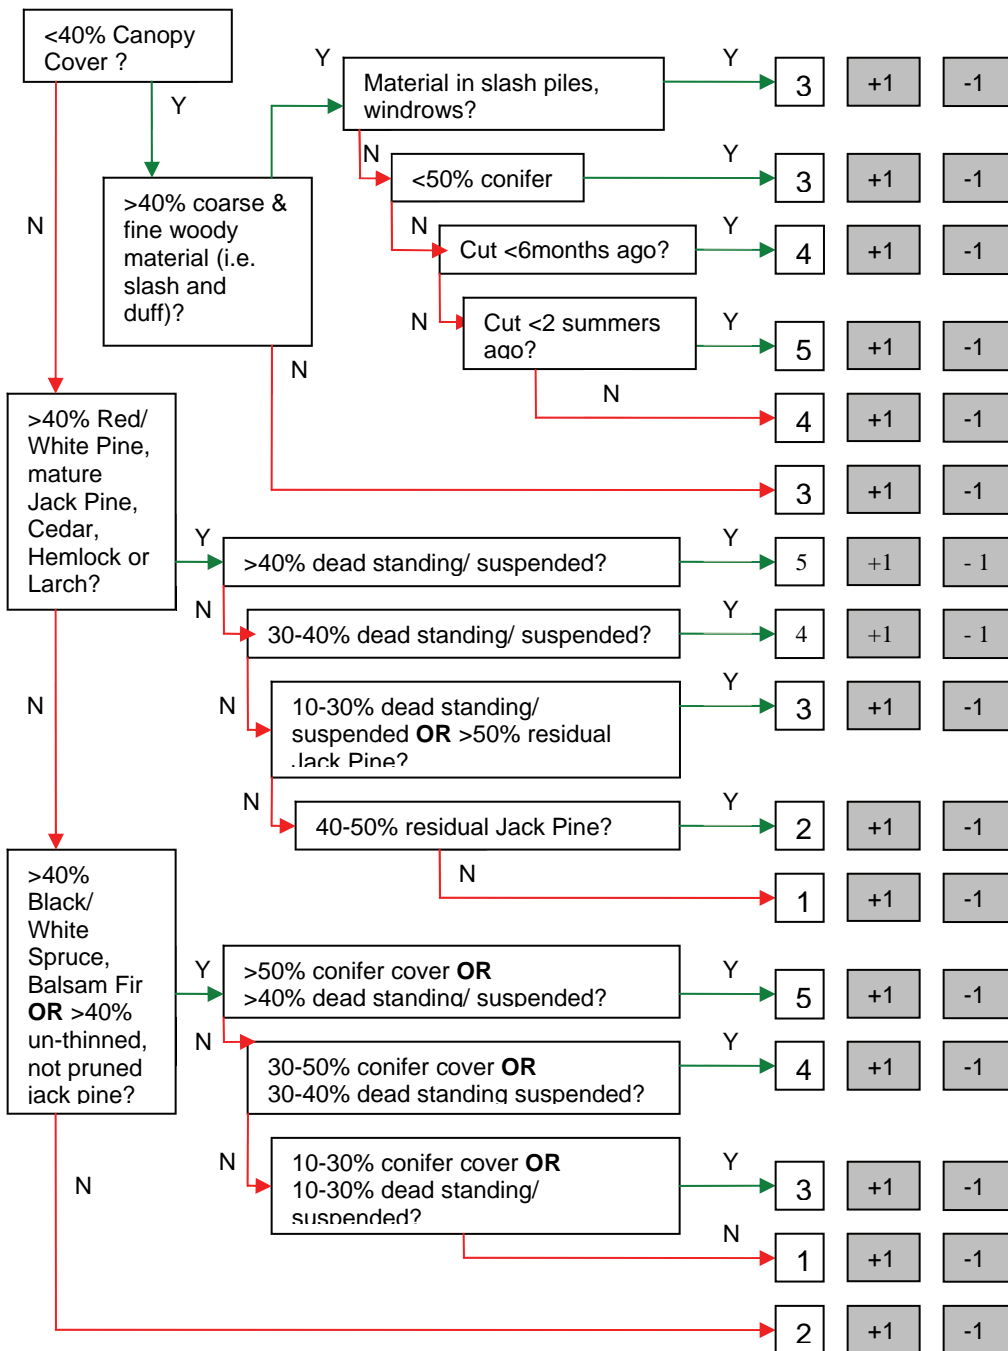 <40% Canopy
Cover ?
Y
Y
Material in slash piles,
windrows?
Y
3 +1 -1
N
N
>40% coarse &
fine woody
material (i.e.
slash and
duff)?
<50% conifer
Y
3 +1 -1
N
Cut <6months ago?
Y
4 +1 -1
N
Cut <2 summers
ago?
Y
5 +1 -1
N
N
4 +1 -1
>40% Red/
White Pine,
mature
Jack Pine,
Cedar,
Hemlock or
Larch?
3 +1 -1
Y
>40% dead standing/ suspended?
Y
5 +1 - 1
N
30-40% dead standing/ suspended?
Y
4 +1 - 1
N
N
10-30% dead standing/
suspended OR >50% residual
Jack Pine?
Y
3 +1 -1
N
40-50% residual Jack Pine?
Y
2 +1 -1
N
1 +1 -1
>40%
Black/
White
Spruce,
Balsam Fir
OR >40%
un-thinned,
not pruned
jack pine?
Y
>50% conifer cover OR
>40% dead standing/ suspended?
Y
5 +1 -1
N
30-50% conifer cover OR
30-40% dead standing suspended?
Y
4 +1 -1
N
N
10-30% conifer cover OR
10-30% dead standing/
suspended?
Y
3 +1 -1
N
1 +1 -1
2 +1 -1